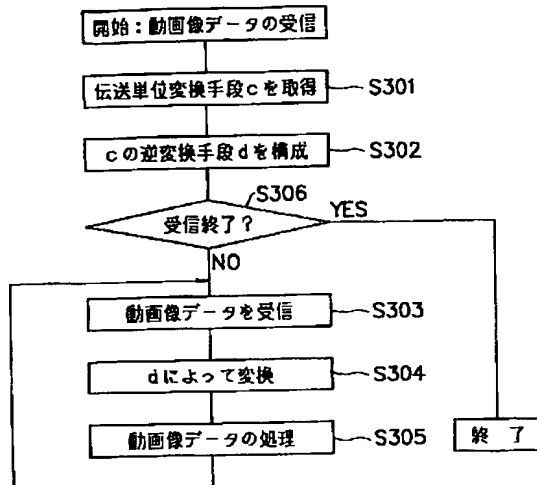 開始：動画像データの受信
伝送単位変換手段cを取得
S301
cの逆変換手段dを構成
S302
S306
受信終了？
YES
NO
動画像データを受信
S303
dによって変換
S304
動画像データの処理
S305
終 了